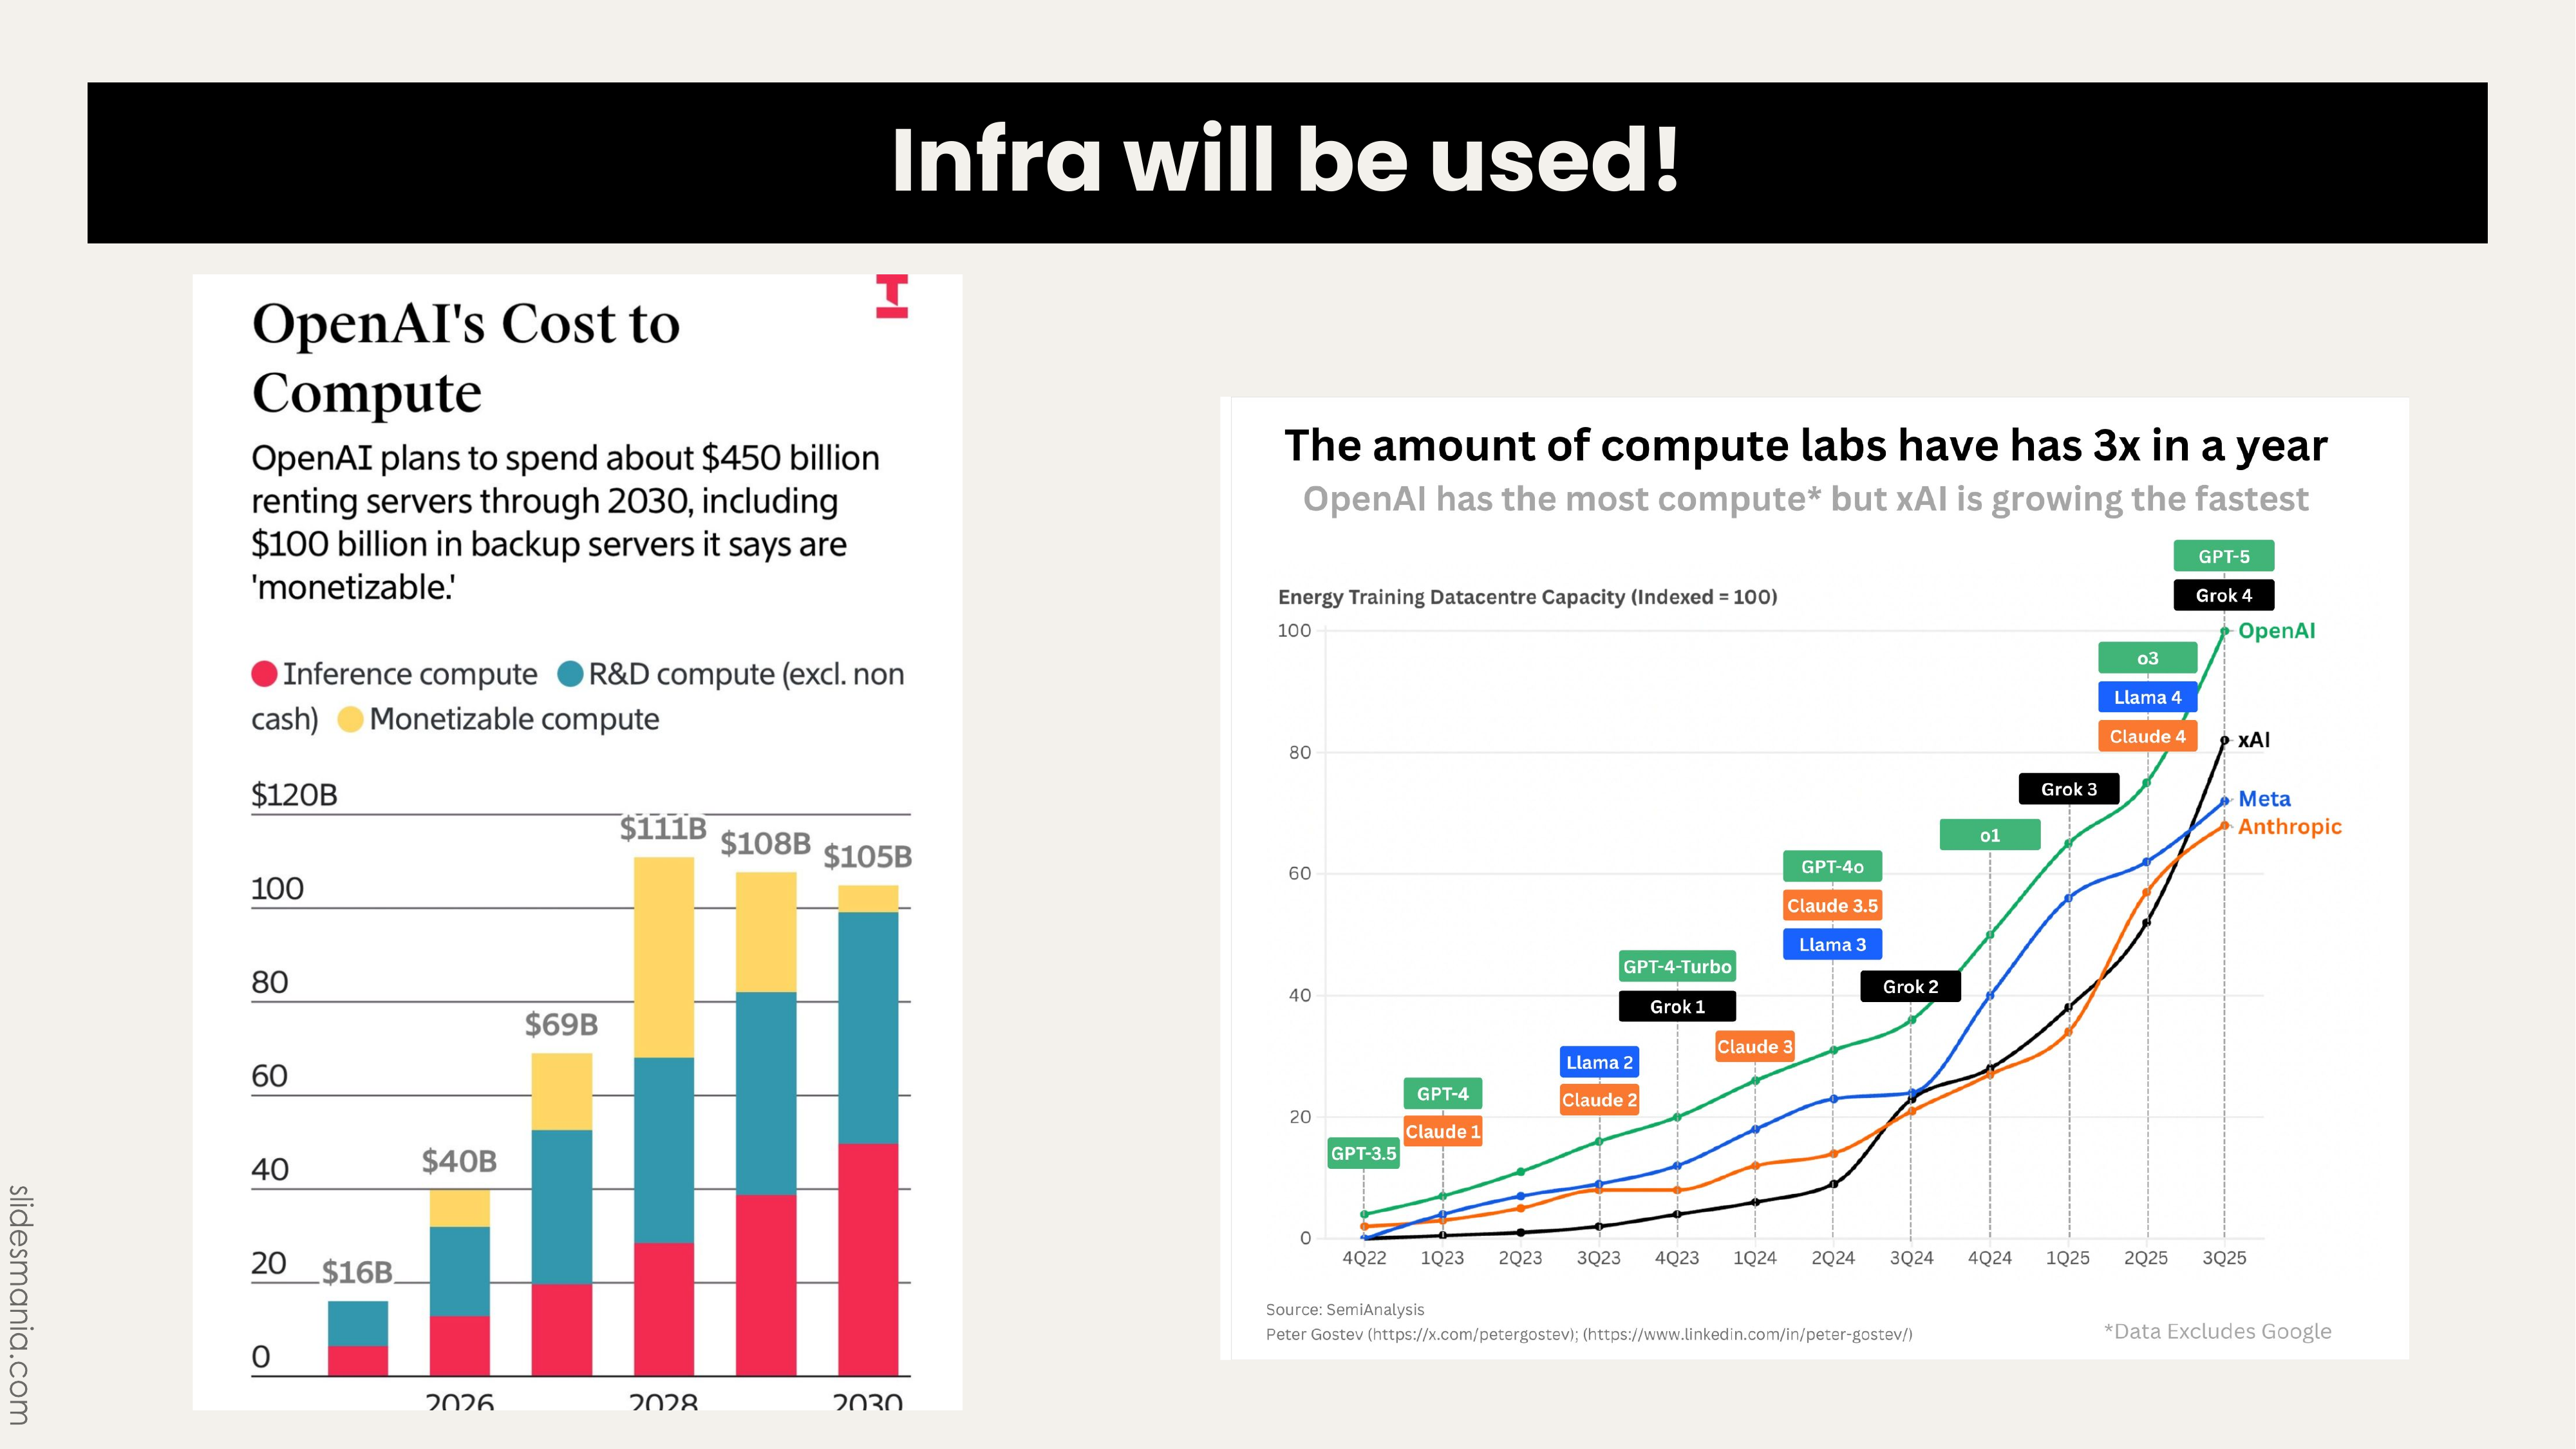 Infra will be used!
OpenAI's Cost to
Compute
OpenAI plans to spend about $450 billion
renting servers through 2030, including
$100 billion in backup servers it says are
'monetizable.'
Inference compute R&D compute (excl. non
cash) Monetizable compute
$120B
$111B
$108B
$105B
100
80
$69B
60
$40B
40
20
$16B
0
2026 2028 2030
The amount of compute labs have has 3x in a year
OpenAI has the most compute* but xAI is growing the fastest
Energy Training Datacentre Capacity (Indexed = 100)
GPT-5
Grok 4
100
OpenAI
o3
Llama 4
Claude 4
80
xAI
Grok 3
Meta
Anthropic
o1
60
GPT-4o
Claude 3.5
Llama 3
GPT-4-Turbo
Grok 1
Grok 2
40
Claude 3
Llama 2
Claude 2
GPT-4
Claude 1
20
GPT-3.5
0
4Q22 1Q23 2Q23 3Q23 4Q23 1Q24 2Q24 3Q24 4Q24 1Q25 2Q25 3Q25
Source: SemiAnalysis
Peter Gostev (https://x.com/petergostev); (https://www.linkedin.com/in/peter-gostev/)
*Data Excludes Google
slidesmania.com